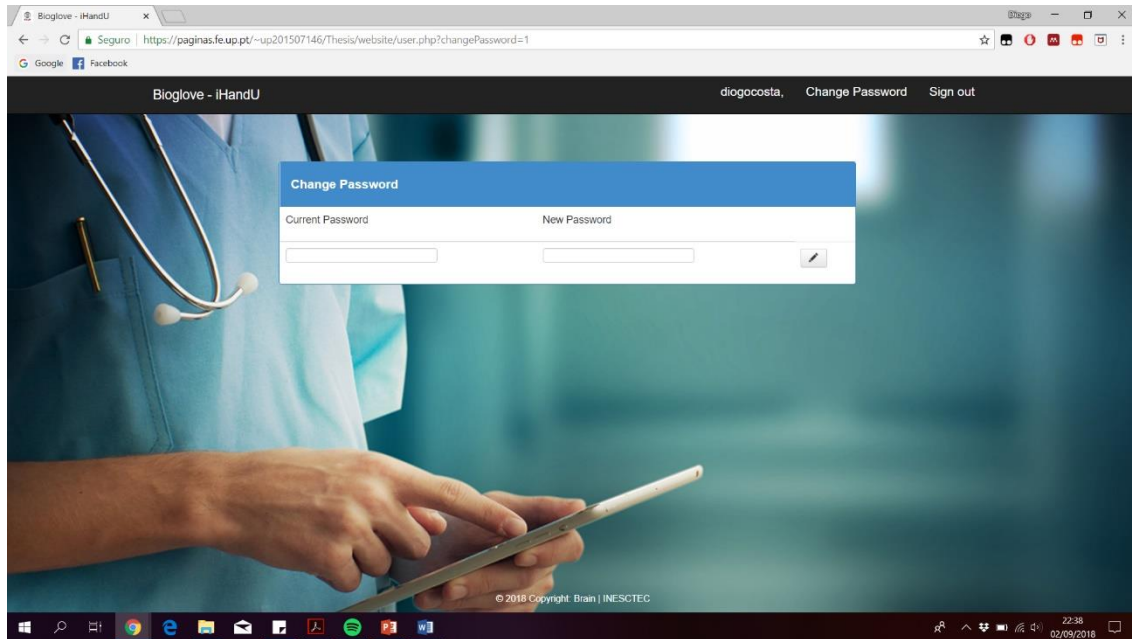 Bioglove - iHandU
Diogo
Seguro | https://paginas.fe.up.pt/~up201507146/Thesis/website/user.php?changePassword=1
Google Facebook
Bioglove - iHandU diogocosta, Change Password Sign out
Change Password
Current Password New Password
© 2018 Copyright: Brain | INESCTEC
22:38
02/09/2018